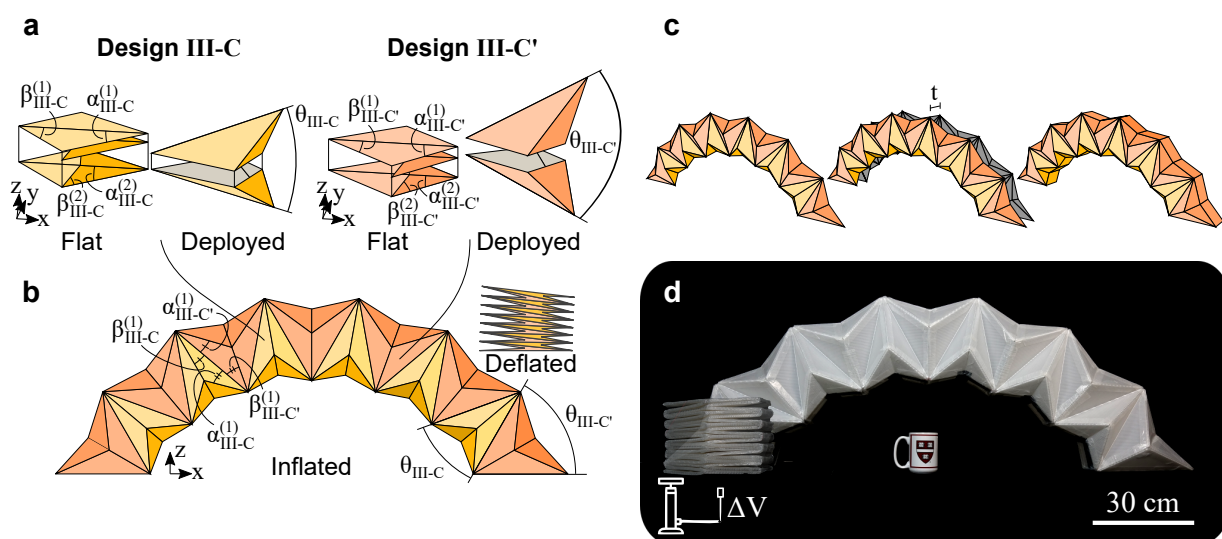 a
Design III-C
Design III-C'
β(1)III-C
α(1)III-C
θIII-C
β(2)III-C
α(2)III-C
z
y
x
Flat
Deployed
β(1)III-C'
α(1)III-C'
θIII-C'
β(2)III-C'
α(2)III-C'
z
y
x
Flat
Deployed
b
α(1)III-C'
β(1)III-C
α(1)III-C
β(1)III-C'
z
x
Inflated
Deflated
θIII-C
θIII-C'
c
t
d
ΔV
30 cm